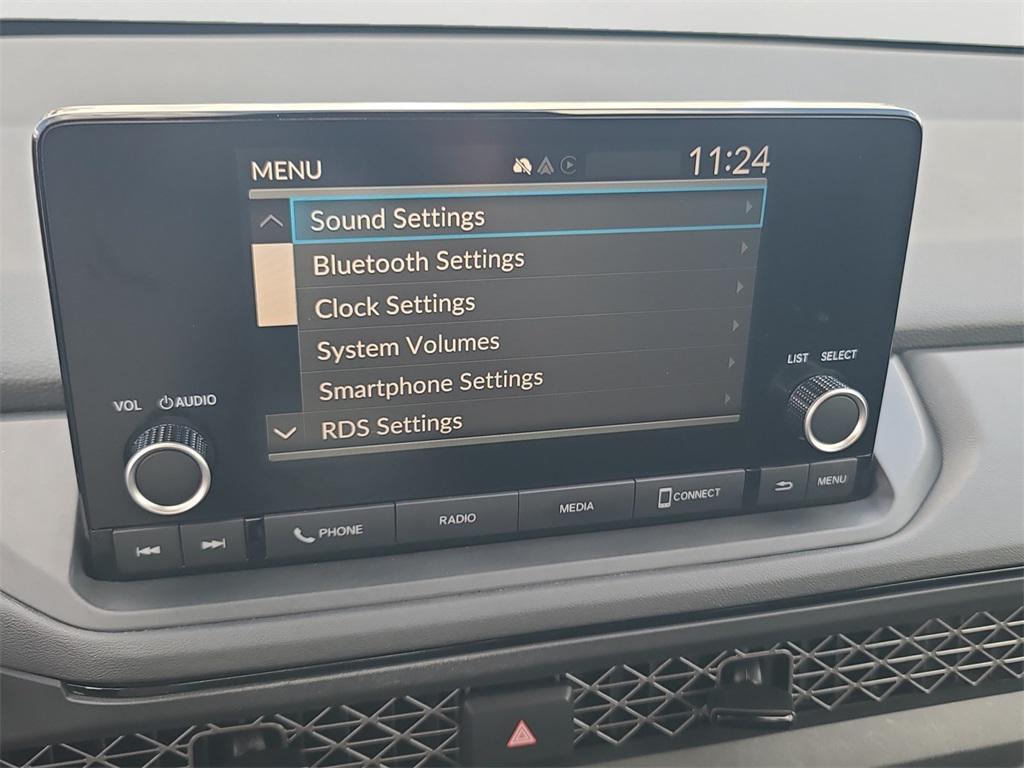 MENU 11:24
Sound Settings
Bluetooth Settings
Clock Settings
System Volumes
Smartphone Settings
RDS Settings
VOL AUDIO
LIST SELECT
PHONE RADIO MEDIA CONNECT MENU